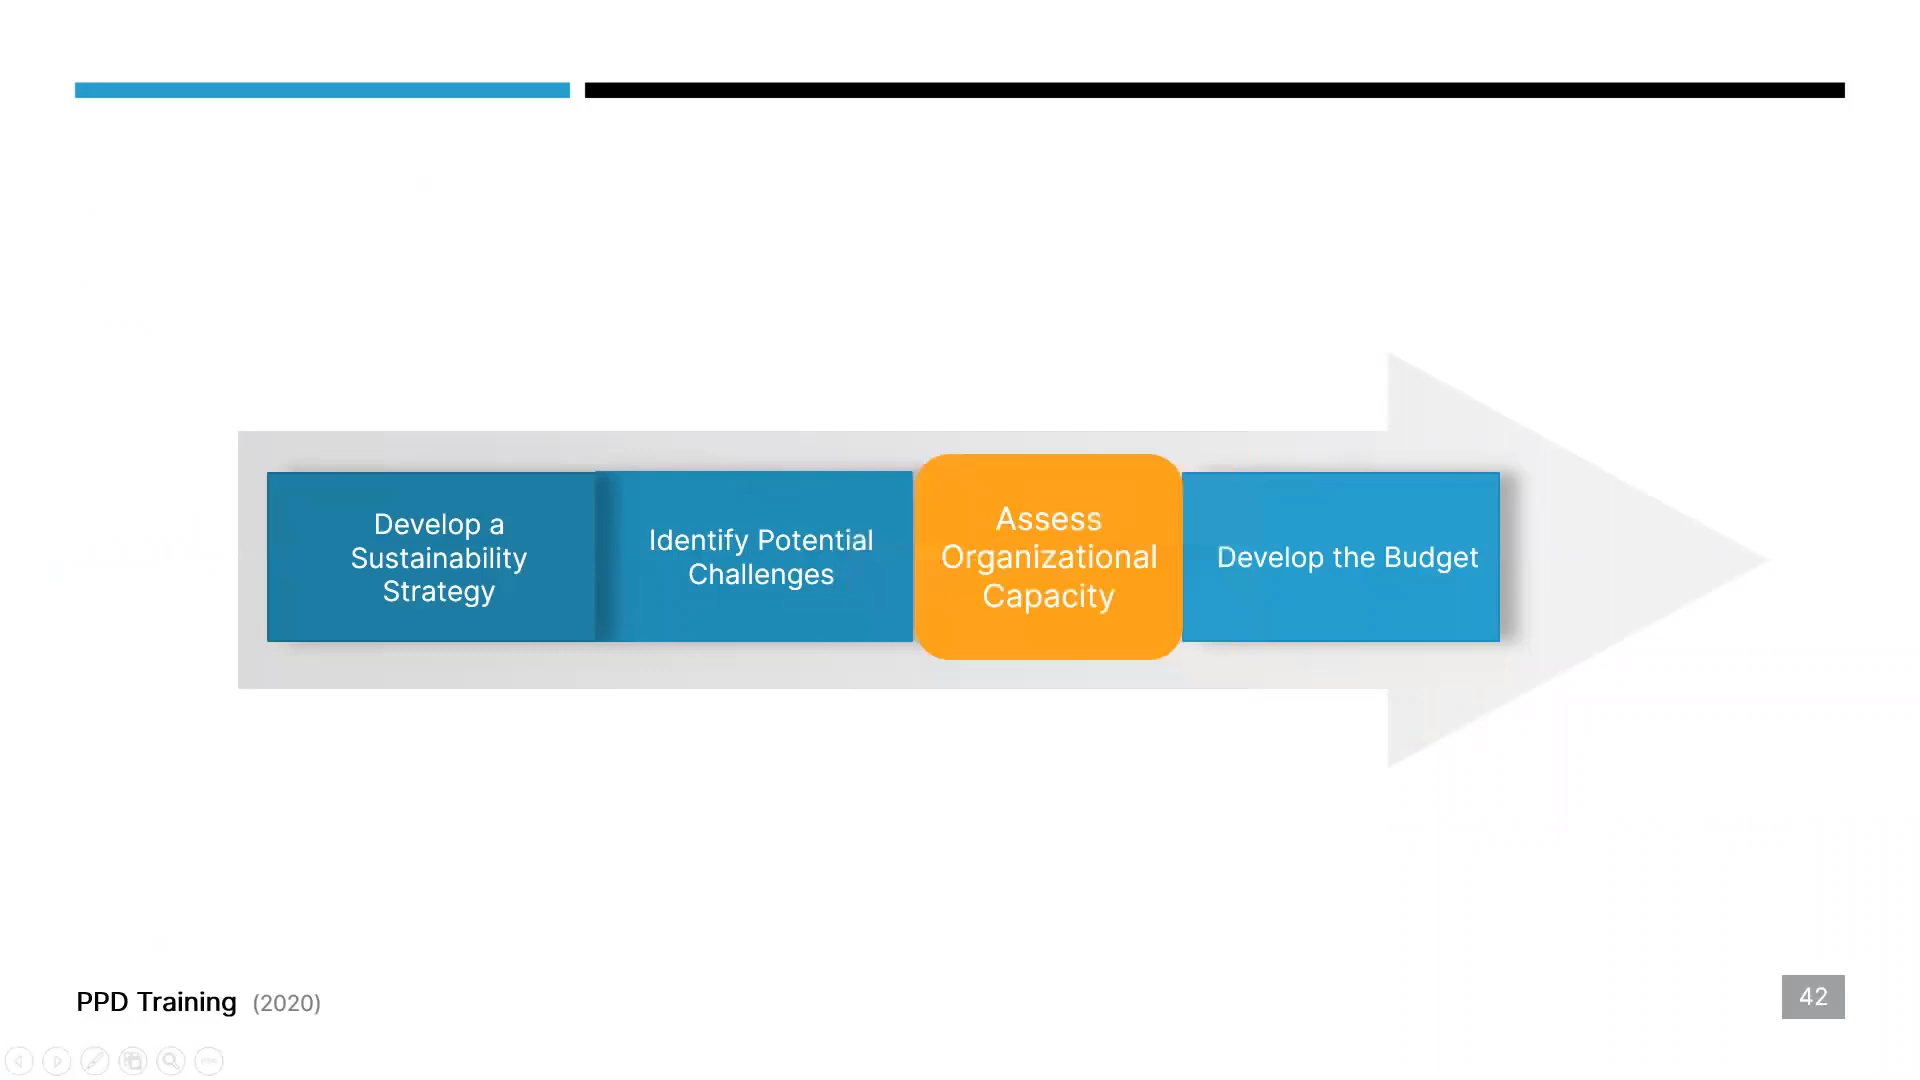 Develop a
Sustainability
Strategy
Identify Potential
Challenges
Assess
Organizational
Capacity
Develop the Budget
PPD Training (2020)
42